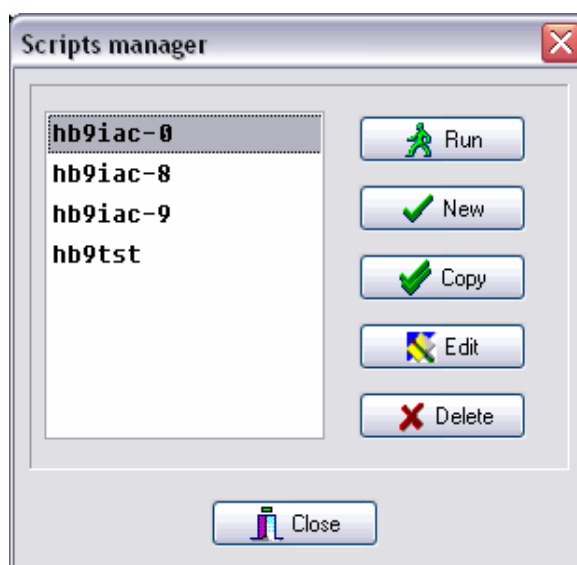 Scripts manager
hb9iac-0
hb9iac-8
hb9iac-9
hb9tst
Run
New
Copy
Edit
Delete
Close